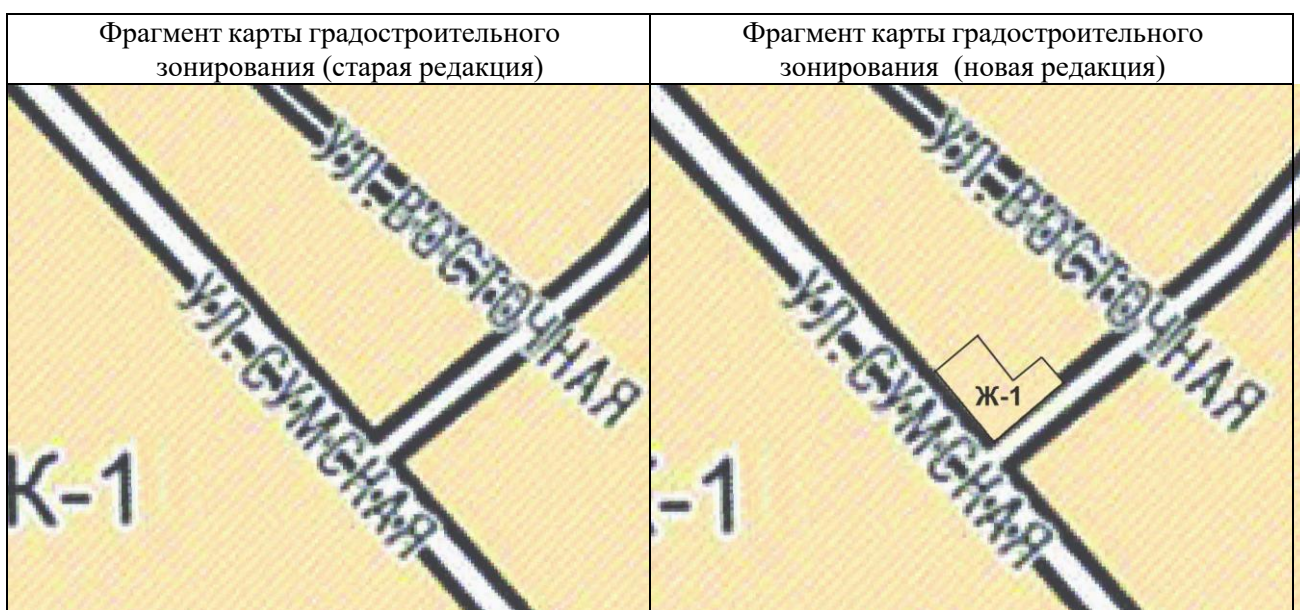 Фрагмент карты градостроительного
зонирования (старая редакция)
Фрагмент карты градостроительного
зонирования (новая редакция)
УЛ. ВОСТОЧНАЯ
УЛ. СУМСКАЯ
К-1
УЛ. ВОСТОЧНАЯ
УЛ. СУМСКАЯ
Ж-1
-1